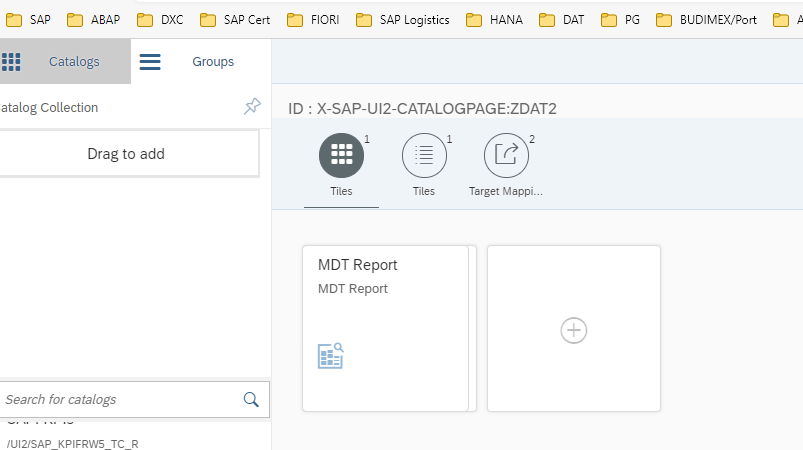 SAP ABAP DXC SAP Cert FIORI SAP Logistics HANA DAT PG BUDIMEX/Port
Catalogs Groups
atalog Collection
Drag to add
ID : X-SAP-UI2-CATALOGPAGE:ZDAT2
1 1 2
Tiles Tiles Target Mappi...
MDT Report
MDT Report
Search for catalogs
/UI2/SAP_KPIFRW5_TC_R